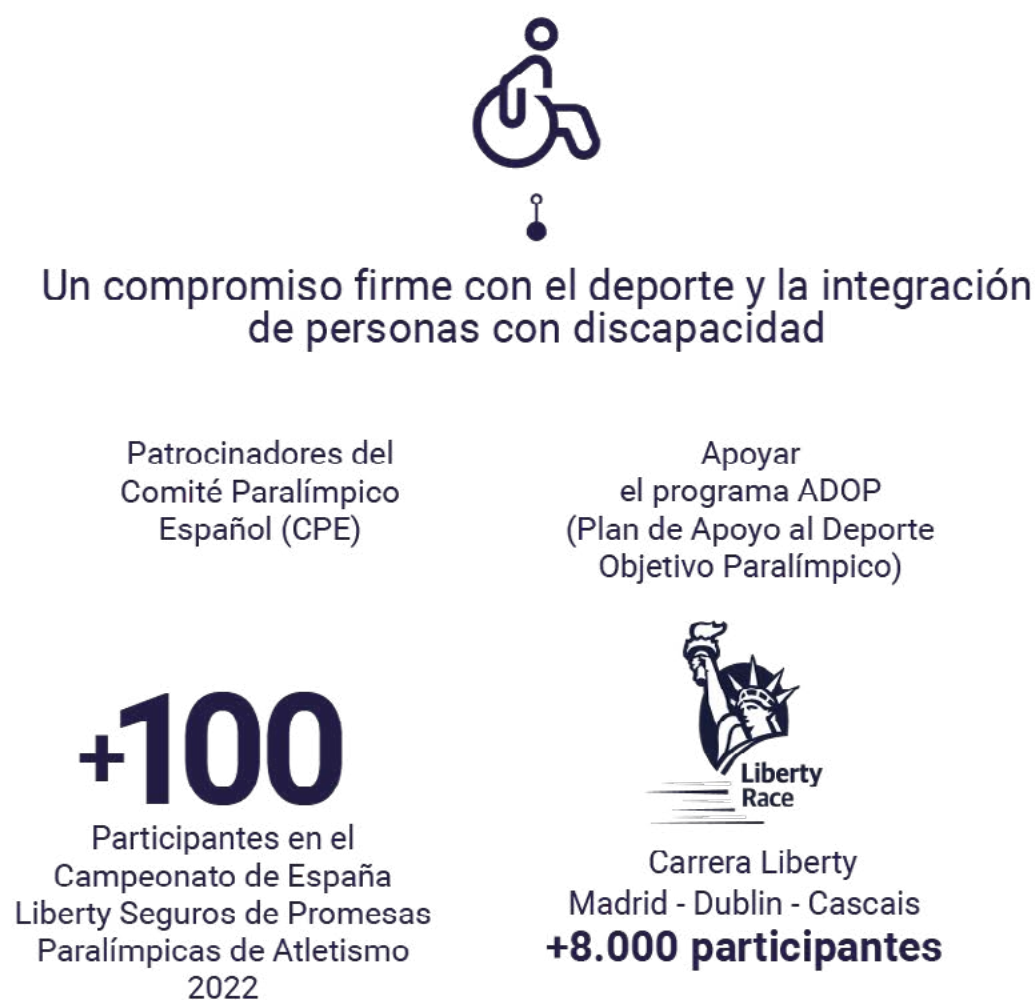 Un compromiso firme con el deporte y la integración
de personas con discapacidad
Patrocinadores del
Comité Paralímpico
Español (CPE)
Apoyar
el programa ADOP
(Plan de Apoyo al Deporte
Objetivo Paralímpico)
+100
Participantes en el
Campeonato de España
Liberty Seguros de Promesas
Paralímpicas de Atletismo
2022
Liberty
Race
Carrera Liberty
Madrid - Dublin - Cascais
+8.000 participantes